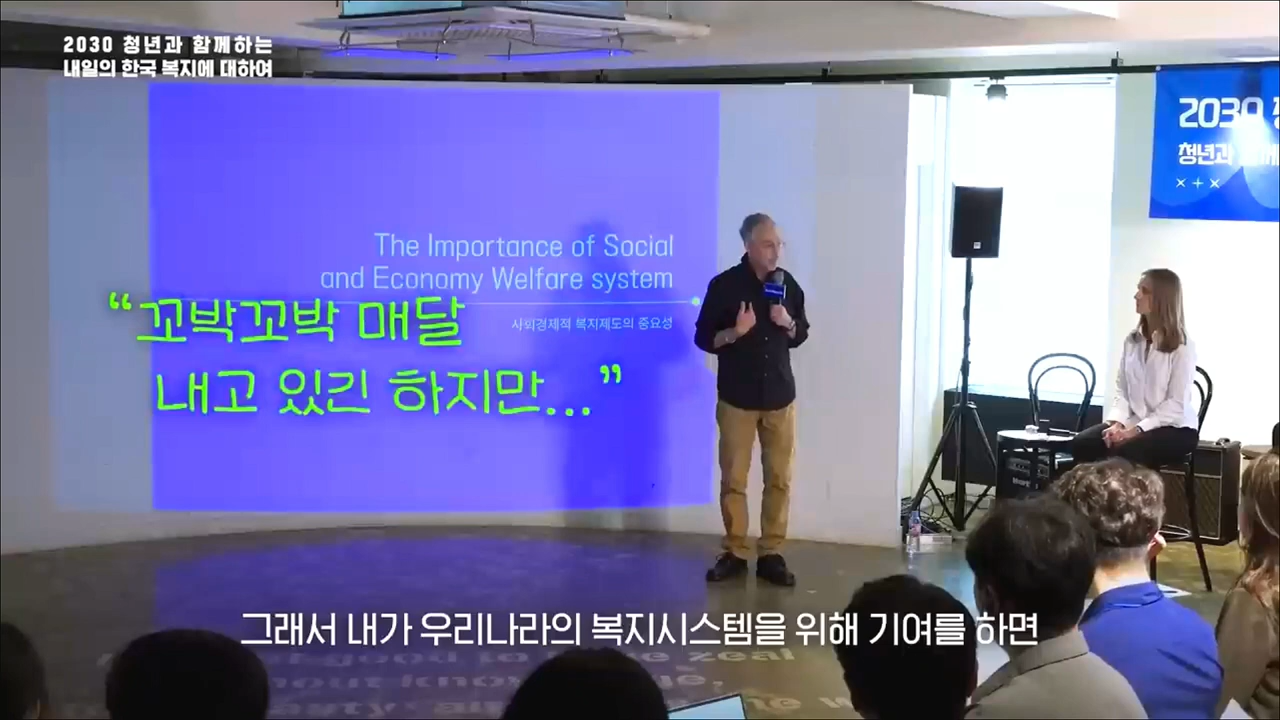 2030 청년과 함께하는
내일의 한국 복지에 대하여
2030
청년과
The Importance of Social
and Economy Welfare system
사회경제적 복지제도의 중요성
“꼬박꼬박 매달
내고 있긴 하지만...”
그래서 내가 우리나라의 복지시스템을 위해 기여를 하면